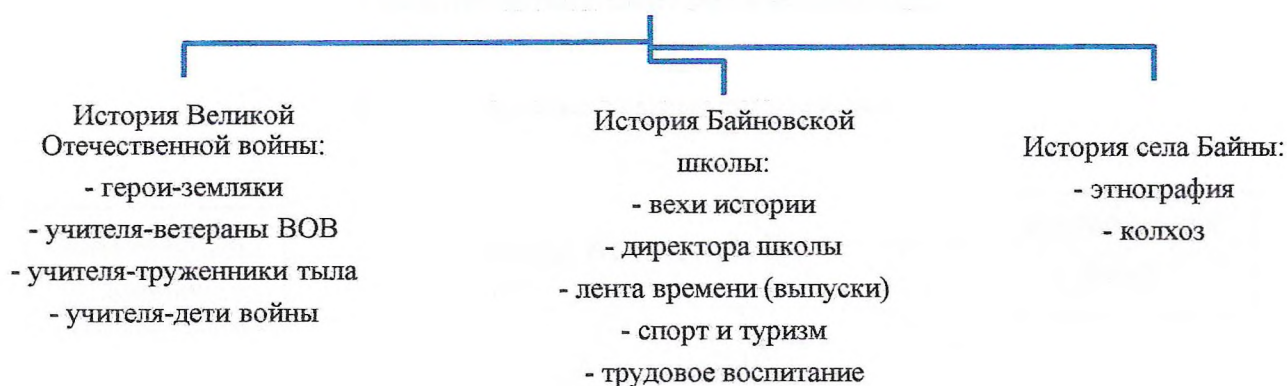 История Великой
Отечественной войны:
- герои-земляки
- учителя-ветераны ВОВ
- учителя-труженники тыла
- учителя-дети войны
История Байновской
школы:
- вехи истории
- директора школы
- лента времени (выпуски)
- спорт и туризм
- трудовое воспитание
История села Байны:
- этнография
- колхоз